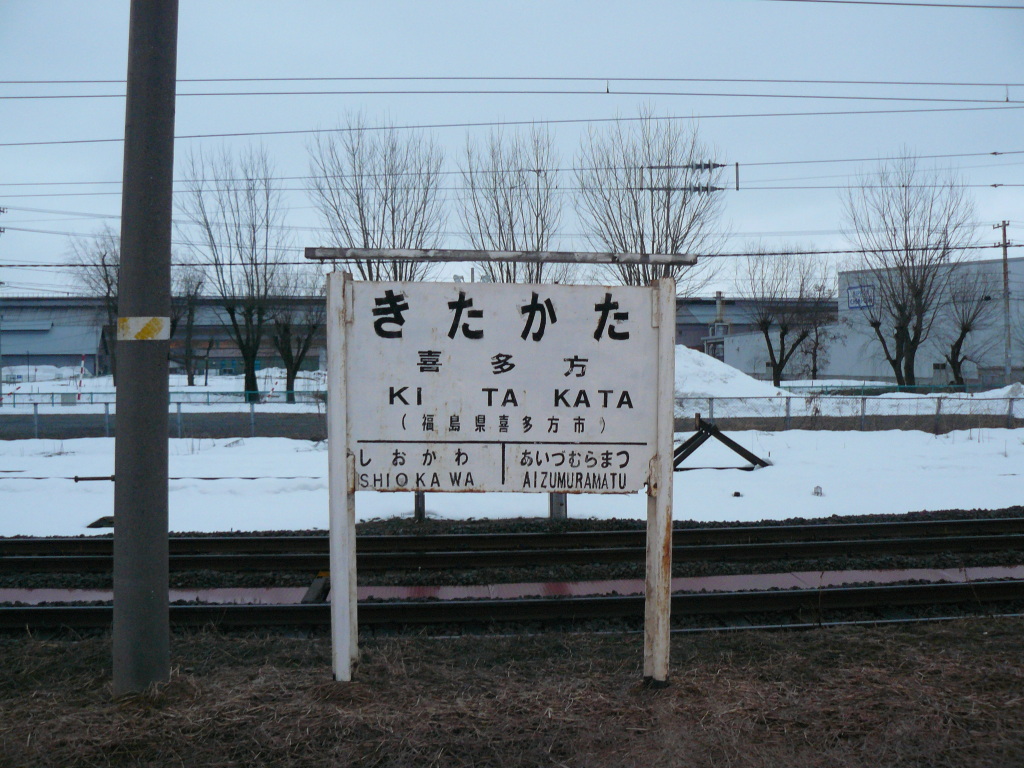 きたかた
喜多方
KI TA KATA
(福島県喜多方市)
しおかわ あいづむらまつ
SHIOKAWA AIZUMURAMATU